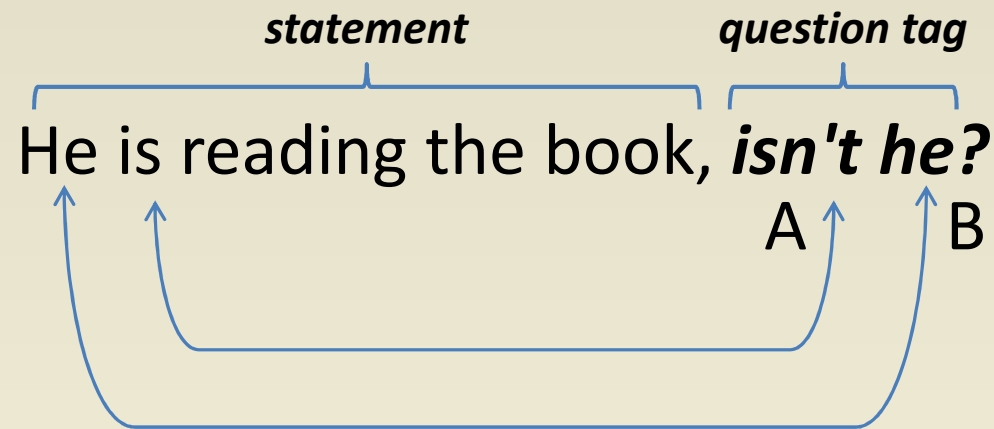 statement question tag
He is reading the book, isn't he?
A B